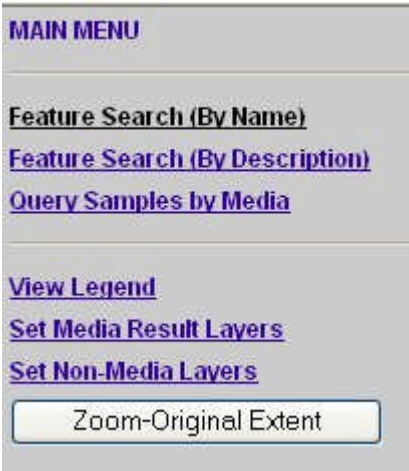 MAIN MENU
Feature Search (By Name)
Feature Search (By Description)
Query Samples by Media
View Legend
Set Media Result Layers
Set Non-Media Layers
Zoom-Original Extent